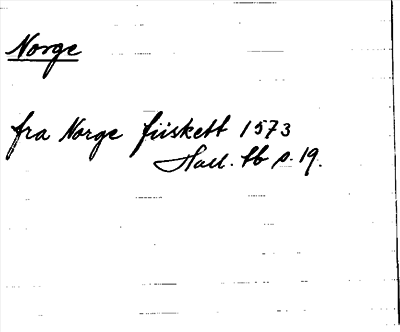 Norge
fra Norge fiiskett 1573
Hall. tb s. 19.